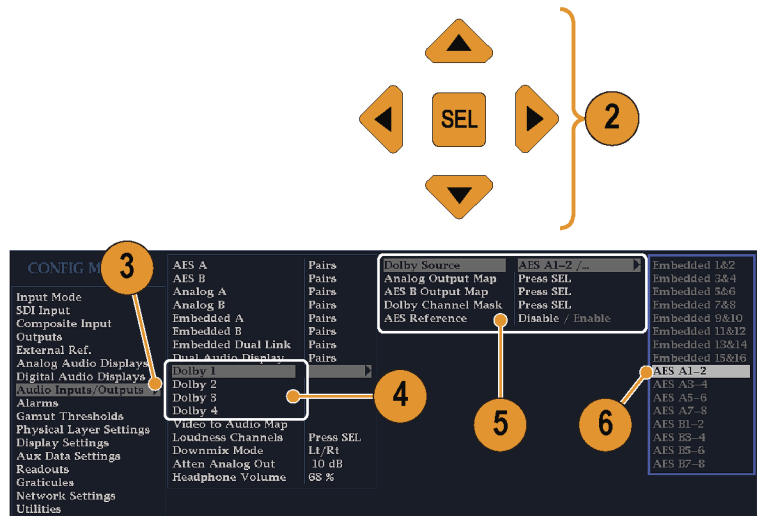 SEL
2
CONFIG M
3
Input Mode
SDI Input
Composite Input
Outputs
External Ref.
Analog Audio Displays
Digital Audio Displays
Audio Inputs/Outputs
Alarms
Gamut Thresholds
Physical Layer Settings
Display Settings
Aux Data Settings
Readouts
Graticules
Network Settings
Utilities
AES A Pairs
AES B Pairs
Analog A Pairs
Analog B Pairs
Embedded A Pairs
Embedded B Pairs
Embedded Dual Link Pairs
Dual Audio Display Pairs
Dolby 1
Dolby 2
Dolby 3
Dolby 4
Video to Audio Map
Loudness Channels Press SEL
Downmix Mode Lt/Rt
Atten Analog Out 10 dB
Headphone Volume 68 %
4
Dolby Source AES A1-2 /...
Analog Output Map Press SEL
AES B Output Map Press SEL
Dolby Channel Mask Press SEL
AES Reference Disable / Enable
5
Embedded 1&2
Embedded 3&4
Embedded 5&6
Embedded 7&8
Embedded 9&10
Embedded 11&12
Embedded 13&14
Embedded 15&16
AES A1-2
AES A3-4
AES A5-6
AES A7-8
AES B1-2
AES B3-4
AES B5-6
AES B7-8
6